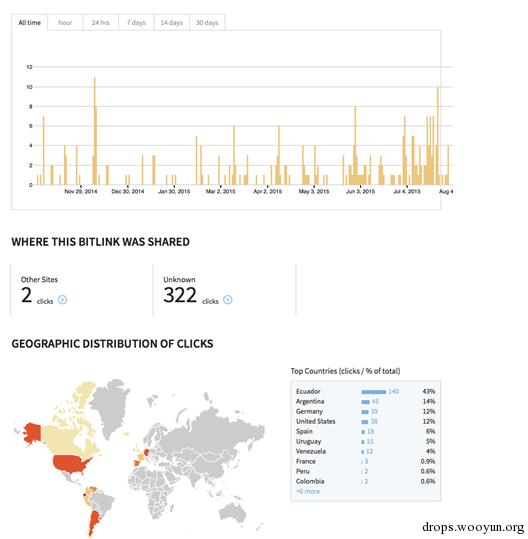 All time hour 24 hrs 7 days 14 days 30 days
12
10
8
6
4
2
0
Nov 29, 2014 Dec 30, 2014 Jan 30, 2015 Mar 2, 2015 Apr 2, 2015 May 3, 2015 Jun 3, 2015 Jul 4, 2015 Aug 4
WHERE THIS BITLINK WAS SHARED
Other Sites Unknown
2 clicks 322 clicks
GEOGRAPHIC DISTRIBUTION OF CLICKS
Top Countries (clicks / % of total)
Ecuador 140 43%
Argentina 45 14%
Germany 39 12%
United States 38 12%
Spain 18 6%
Uruguay 15 5%
Venezuela 12 4%
France 3 0.9%
Peru 2 0.6%
Colombia 2 0.6%
+6 more
drops.wooyun.org